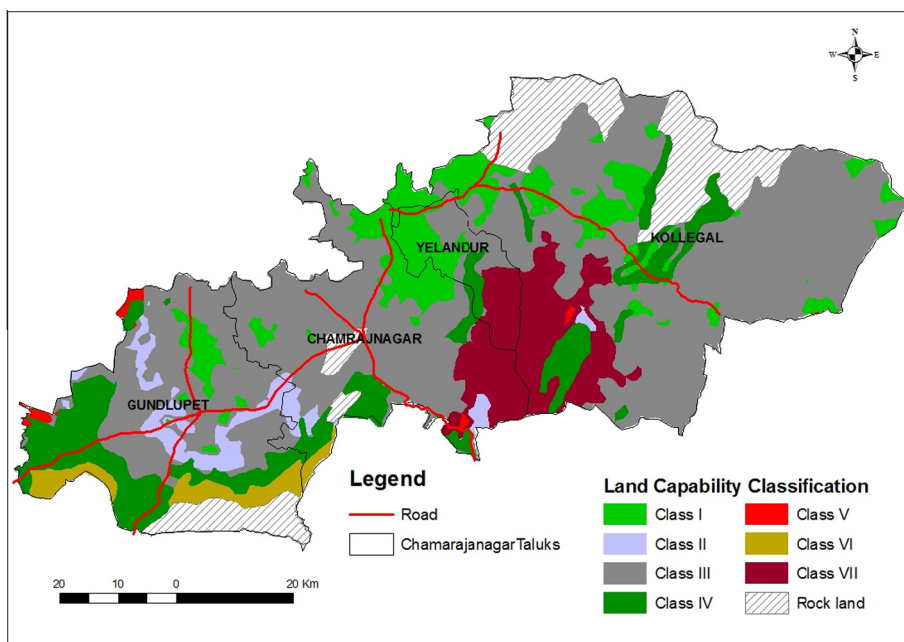 N
W E
S
YELANDUR
KOLLEGAL
CHAMRAJNAGAR
GUNDLUPET
Legend
Road
ChamarajanagarTaluks
20 10 0 20 Km
Land Capability Classification
Class I
Class II
Class III
Class IV
Class V
Class VI
Class VII
Rock land